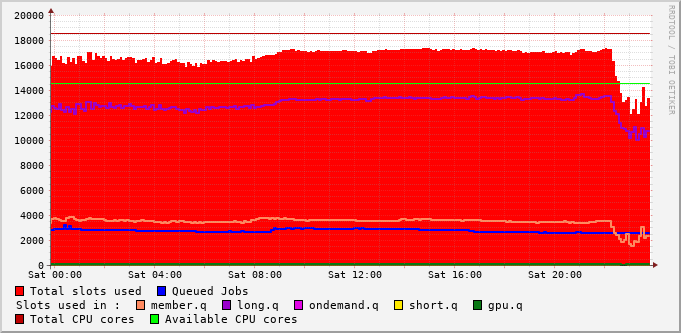 20000
18000
16000
14000
12000
10000
8000
6000
4000
2000
0
Sat 00:00 Sat 04:00 Sat 08:00 Sat 12:00 Sat 16:00 Sat 20:00
Total slots used Queued Jobs
Slots used in : member.q long.q ondemand.q short.q gpu.q
Total CPU cores Available CPU cores
RRDTOOL / TOBI OETIKER